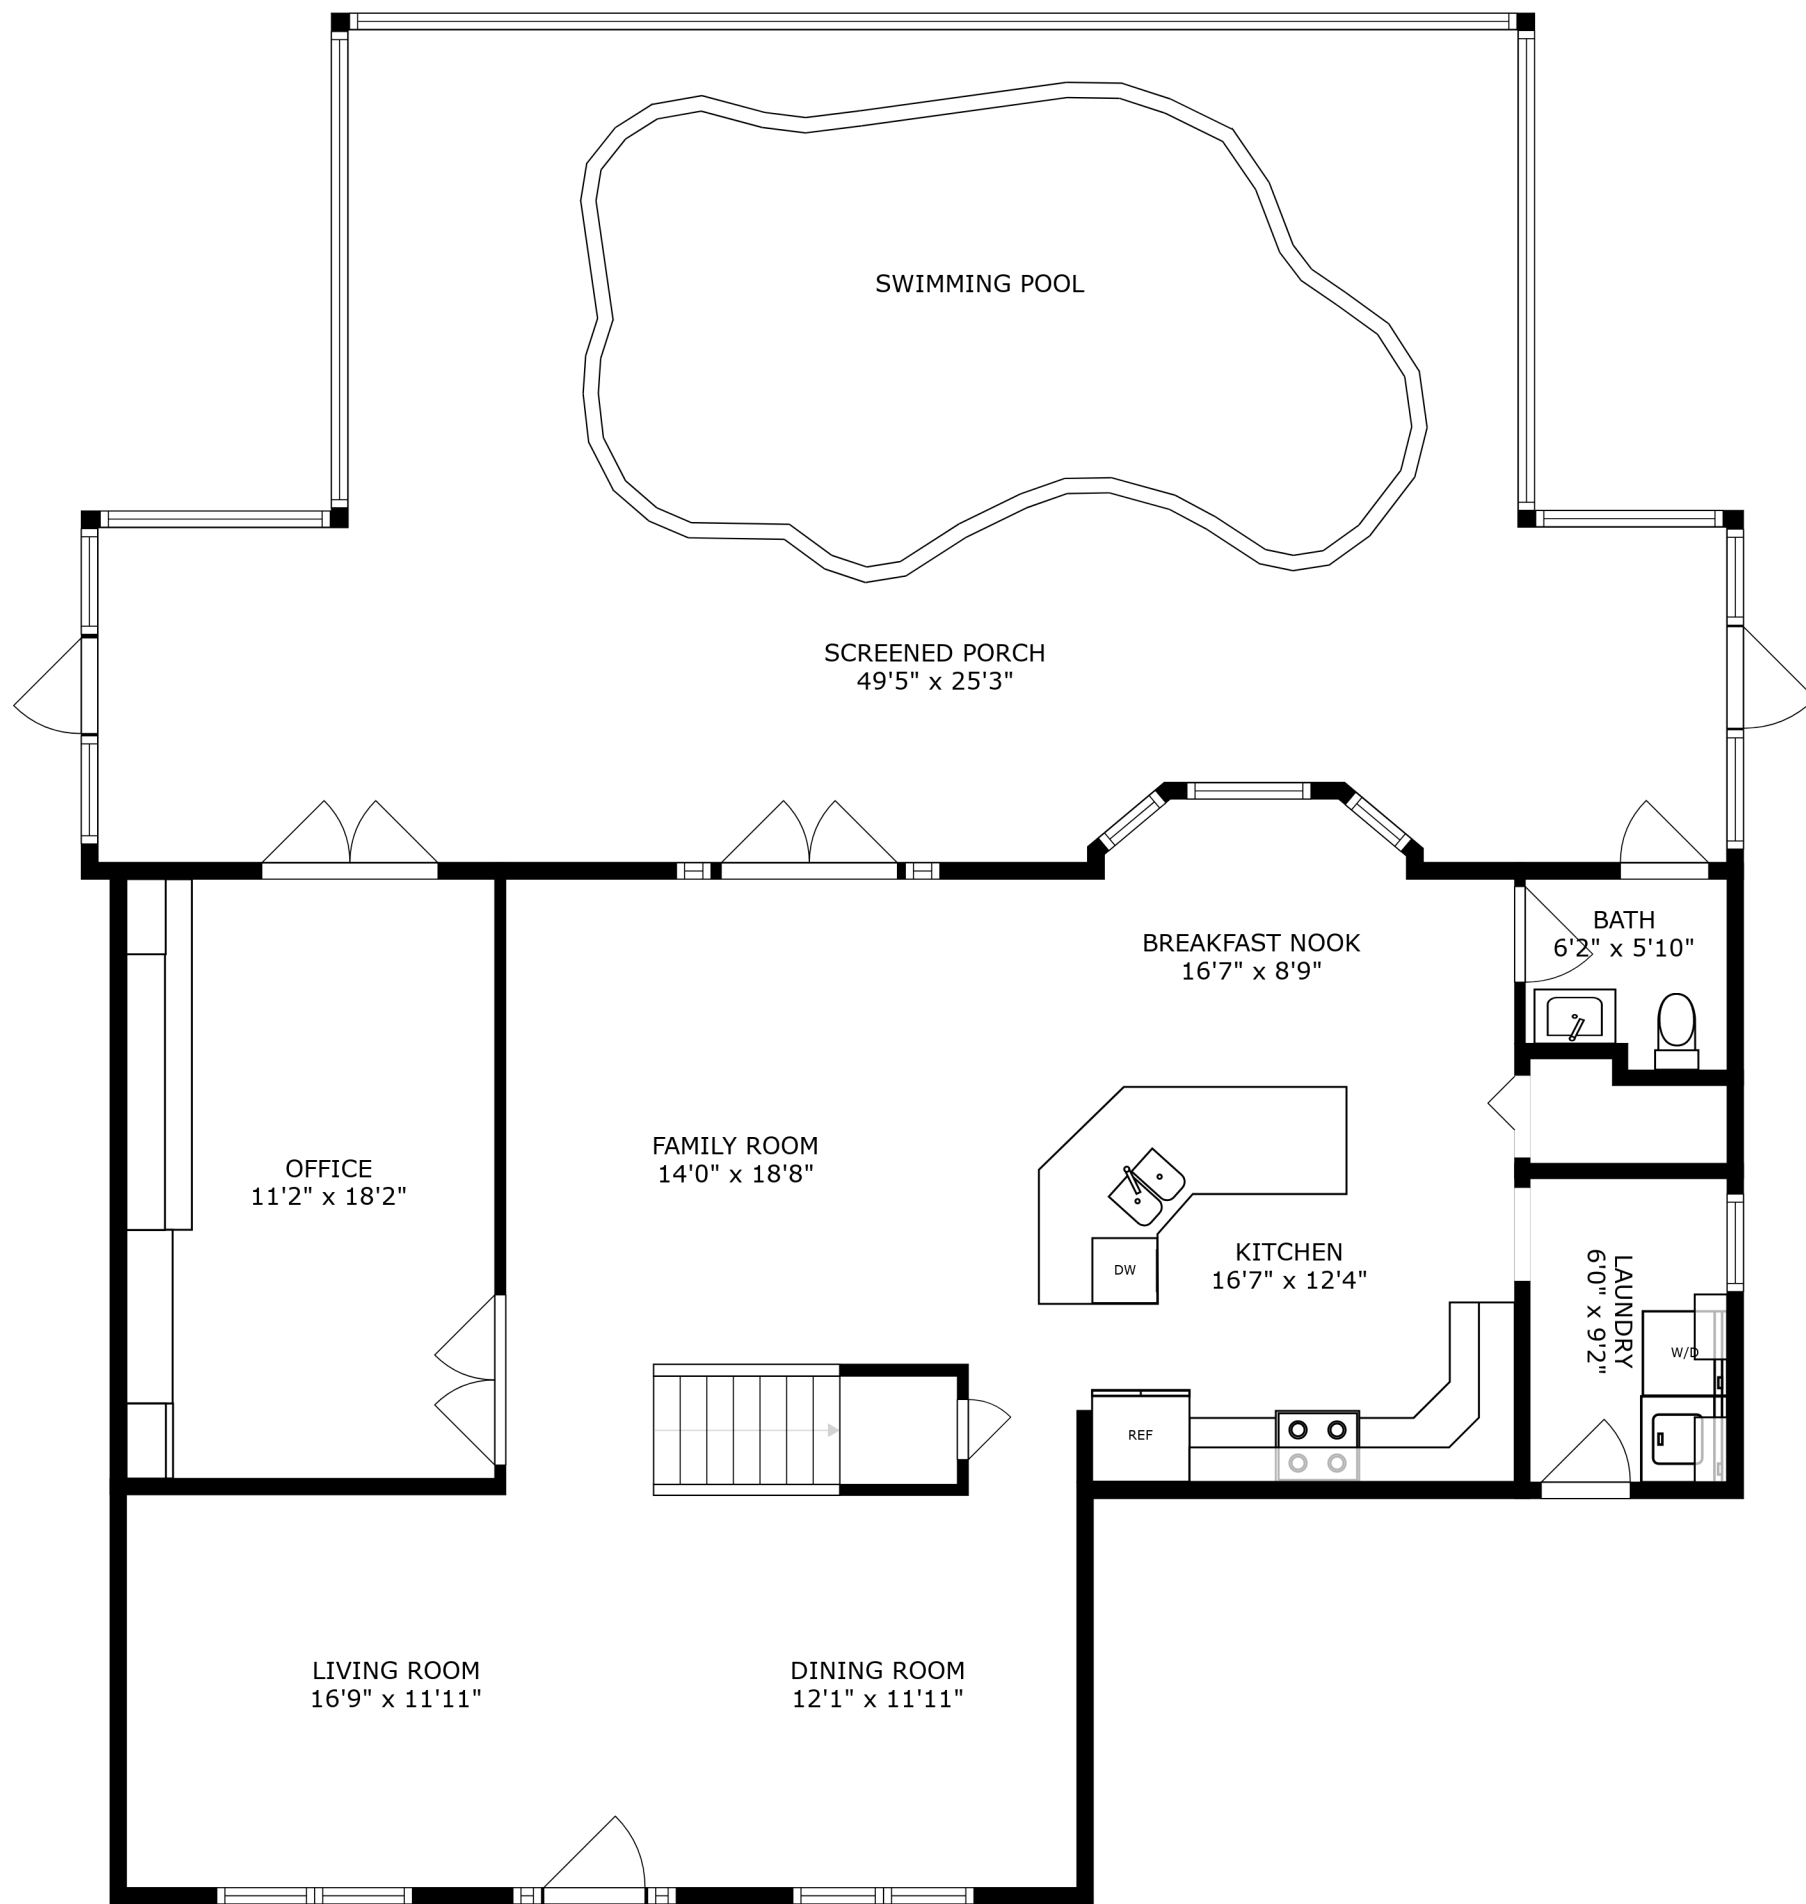 SWIMMING POOL
SCREENED PORCH
49'5" x 25'3"
BREAKFAST NOOK
16'7" x 8'9"
BATH
6'2" x 5'10"
FAMILY ROOM
14'0" x 18'8"
OFFICE
11'2" x 18'2"
KITCHEN
16'7" x 12'4"
DW
LAUNDRY
6'0" x 9'2"
W/D
REF
LIVING ROOM
16'9" x 11'11"
DINING ROOM
12'1" x 11'11"